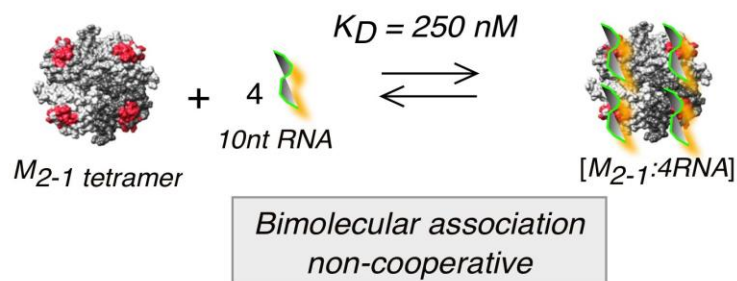 K_D = 250 nM
+ 4
10nt RNA
M_2-1 tetramer
[M_2-1:4RNA]
Bimolecular association
non-cooperative